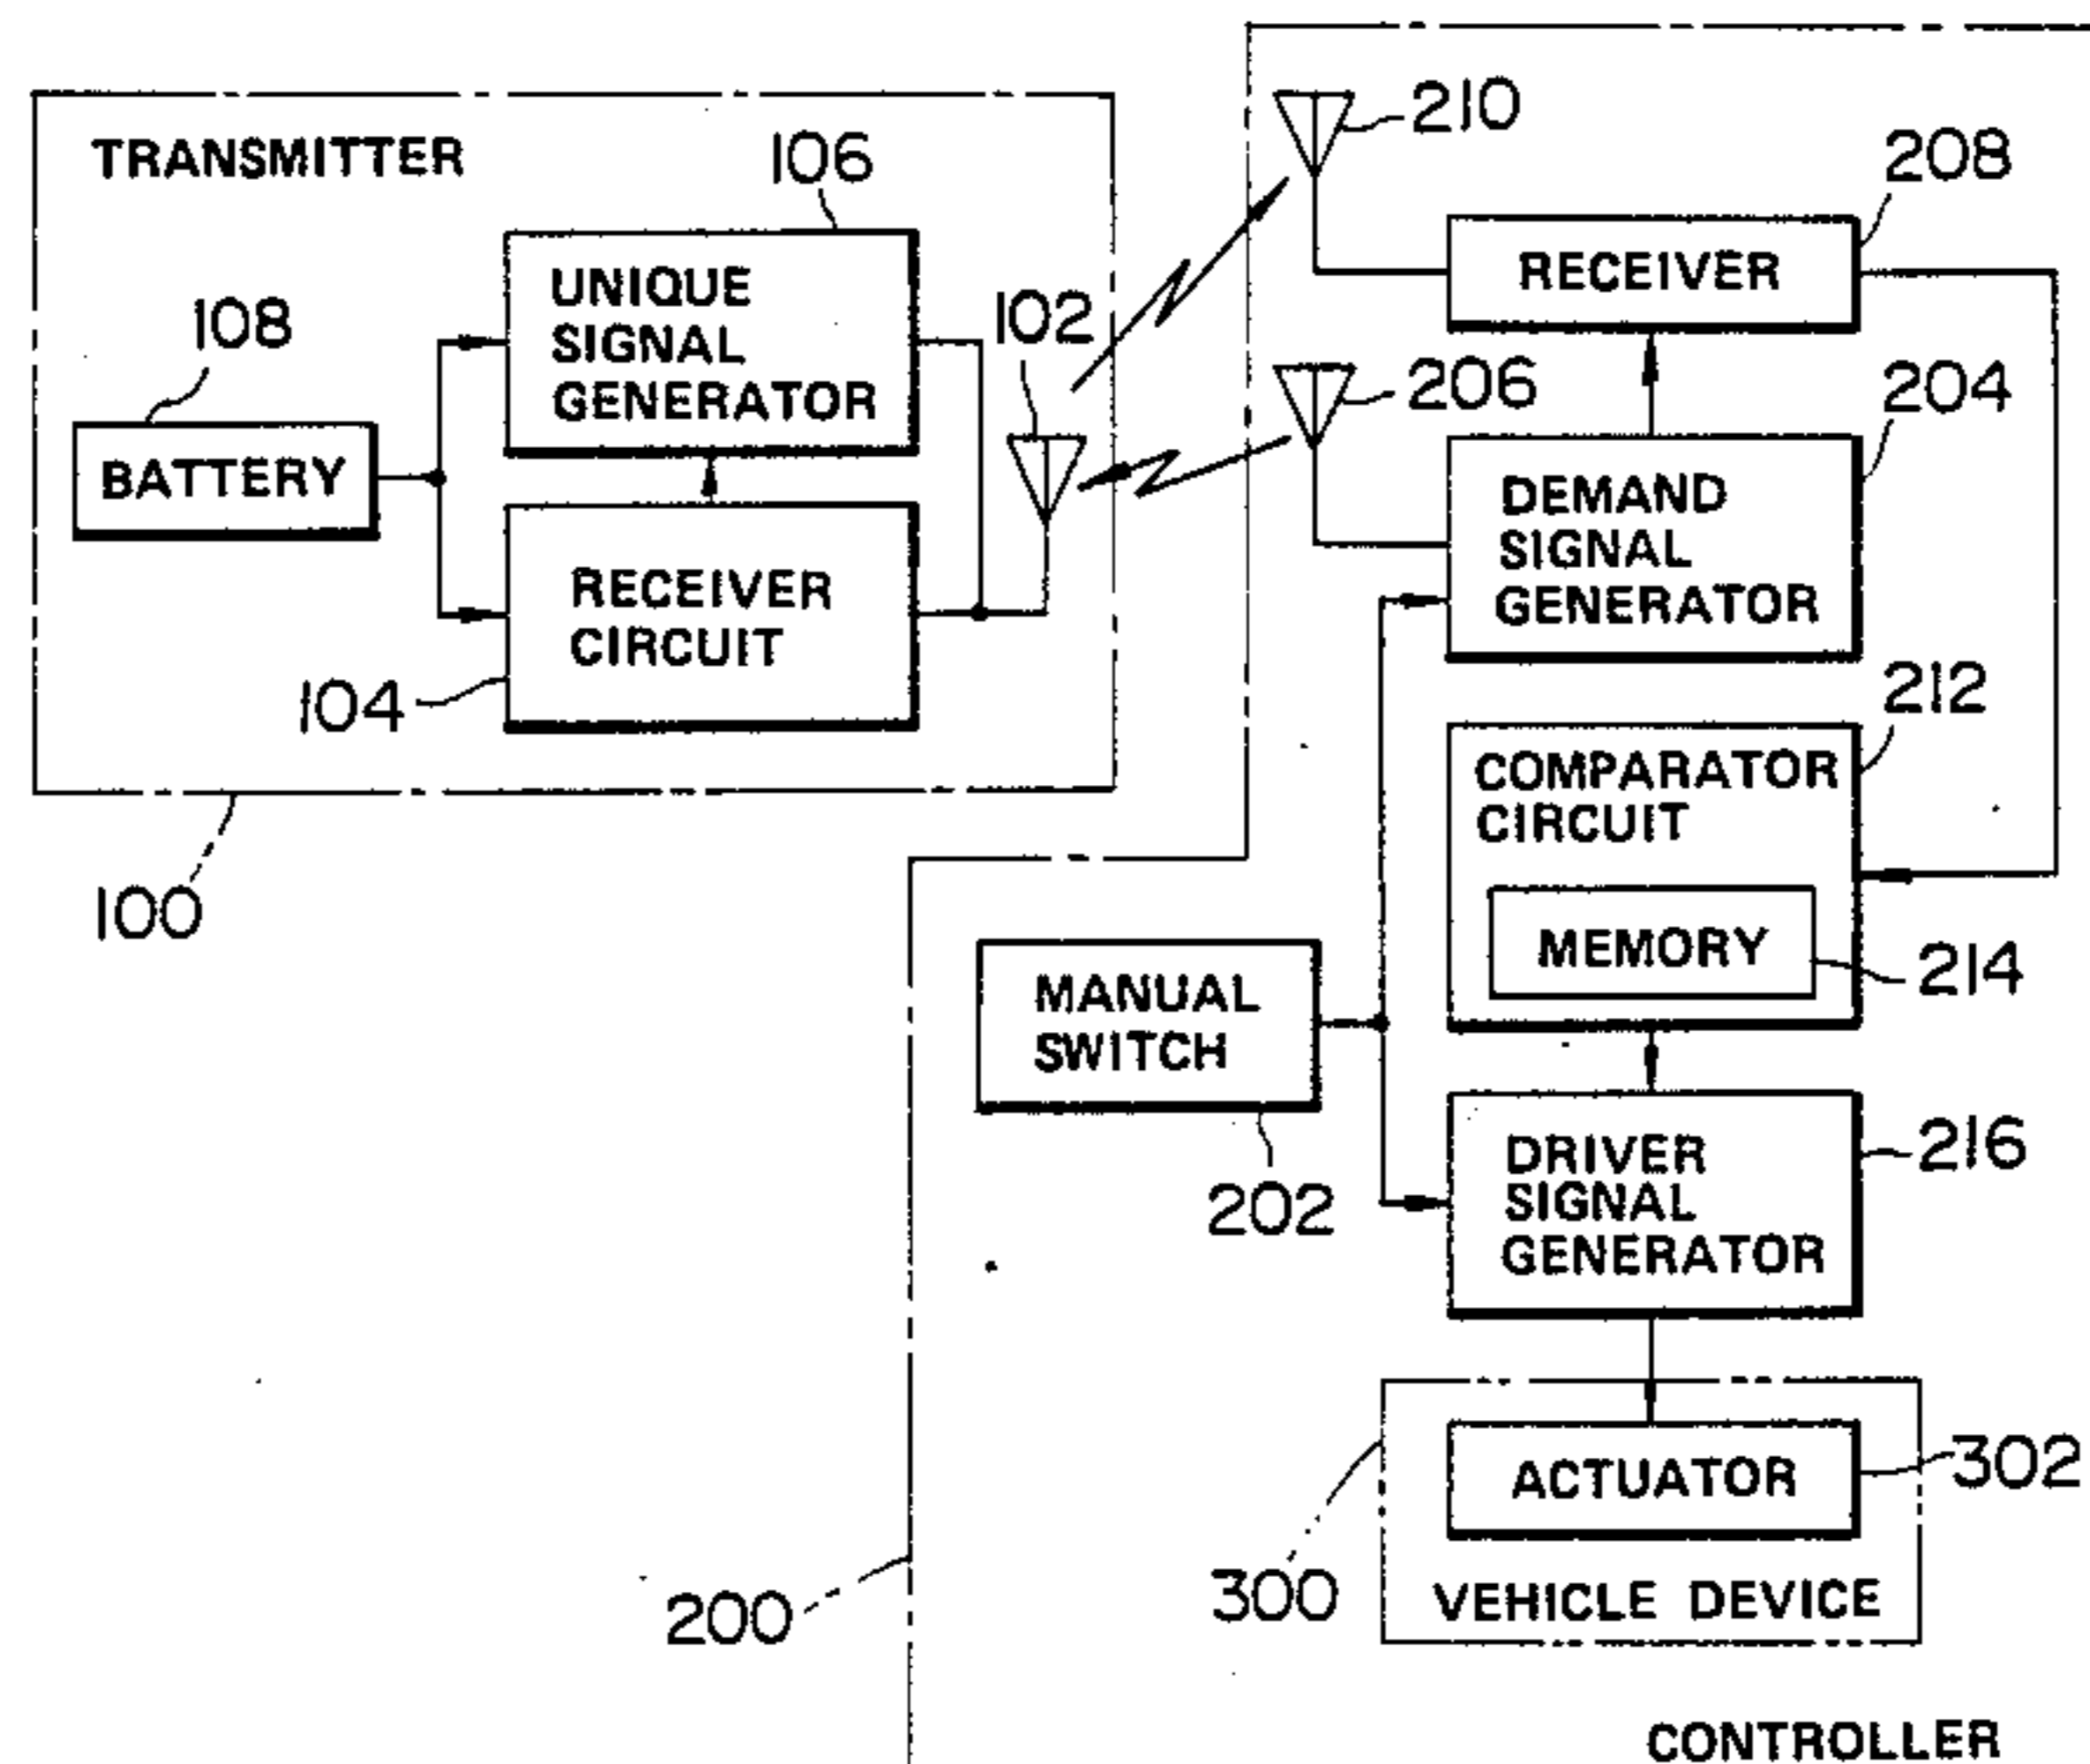 TRANSMITTER
106
UNIQUE
SIGNAL
GENERATOR
108
BATTERY
102
RECEIVER
CIRCUIT
104
100
210
208
RECEIVER
206
204
DEMAND
SIGNAL
GENERATOR
212
COMPARATOR
CIRCUIT
MEMORY
214
MANUAL
SWITCH
202
DRIVER
SIGNAL
GENERATOR
216
ACTUATOR
302
300
VEHICLE DEVICE
200
CONTROLLER